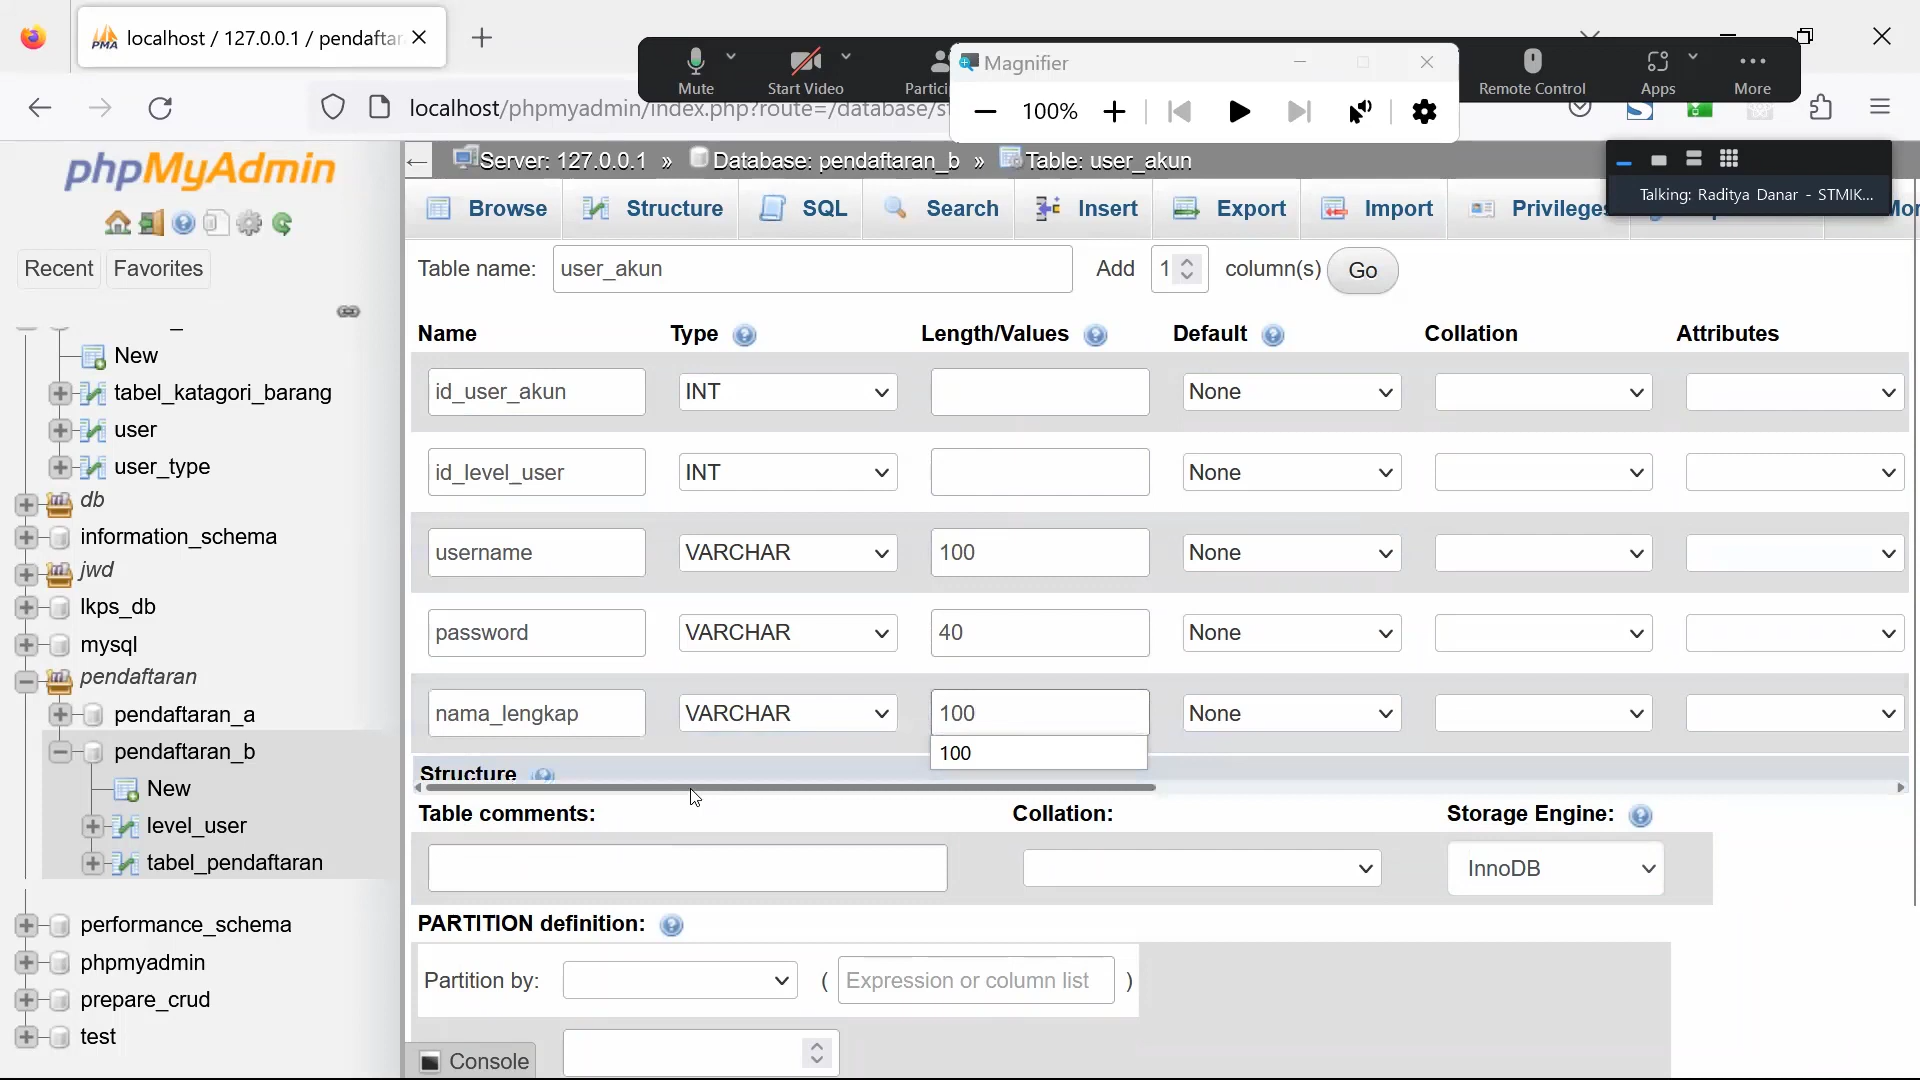 localhost / 127.0.0.1 / pendaftar
Mute
Start Video
Partici
Magnifier
100%
Remote Control
Apps
More
localhost/phpmyadmin/index.php?route=/database/s
Talking: Raditya Danar - STMIK...
phpMyAdmin
Recent
Favorites
New
tabel_katagori_barang
user
user_type
db
information_schema
jwd
lkps_db
mysql
pendaftaran
pendaftaran_a
pendaftaran_b
New
level_user
tabel_pendaftaran
performance_schema
phpmyadmin
prepare_crud
test
Server: 127.0.0.1 » Database: pendaftaran_b » Table: user_akun
Browse Structure SQL Search Insert Export Import Privileges Mor
Table name: user_akun Add 1 column(s) Go
Name Type Length/Values Default Collation Attributes
id_user_akun INT None
id_level_user INT None
username VARCHAR 100 None
password VARCHAR 40 None
nama_lengkap VARCHAR 100 None
100
Structure
Table comments: Collation: Storage Engine:
InnoDB
PARTITION definition:
Partition by: ( Expression or column list )
Console